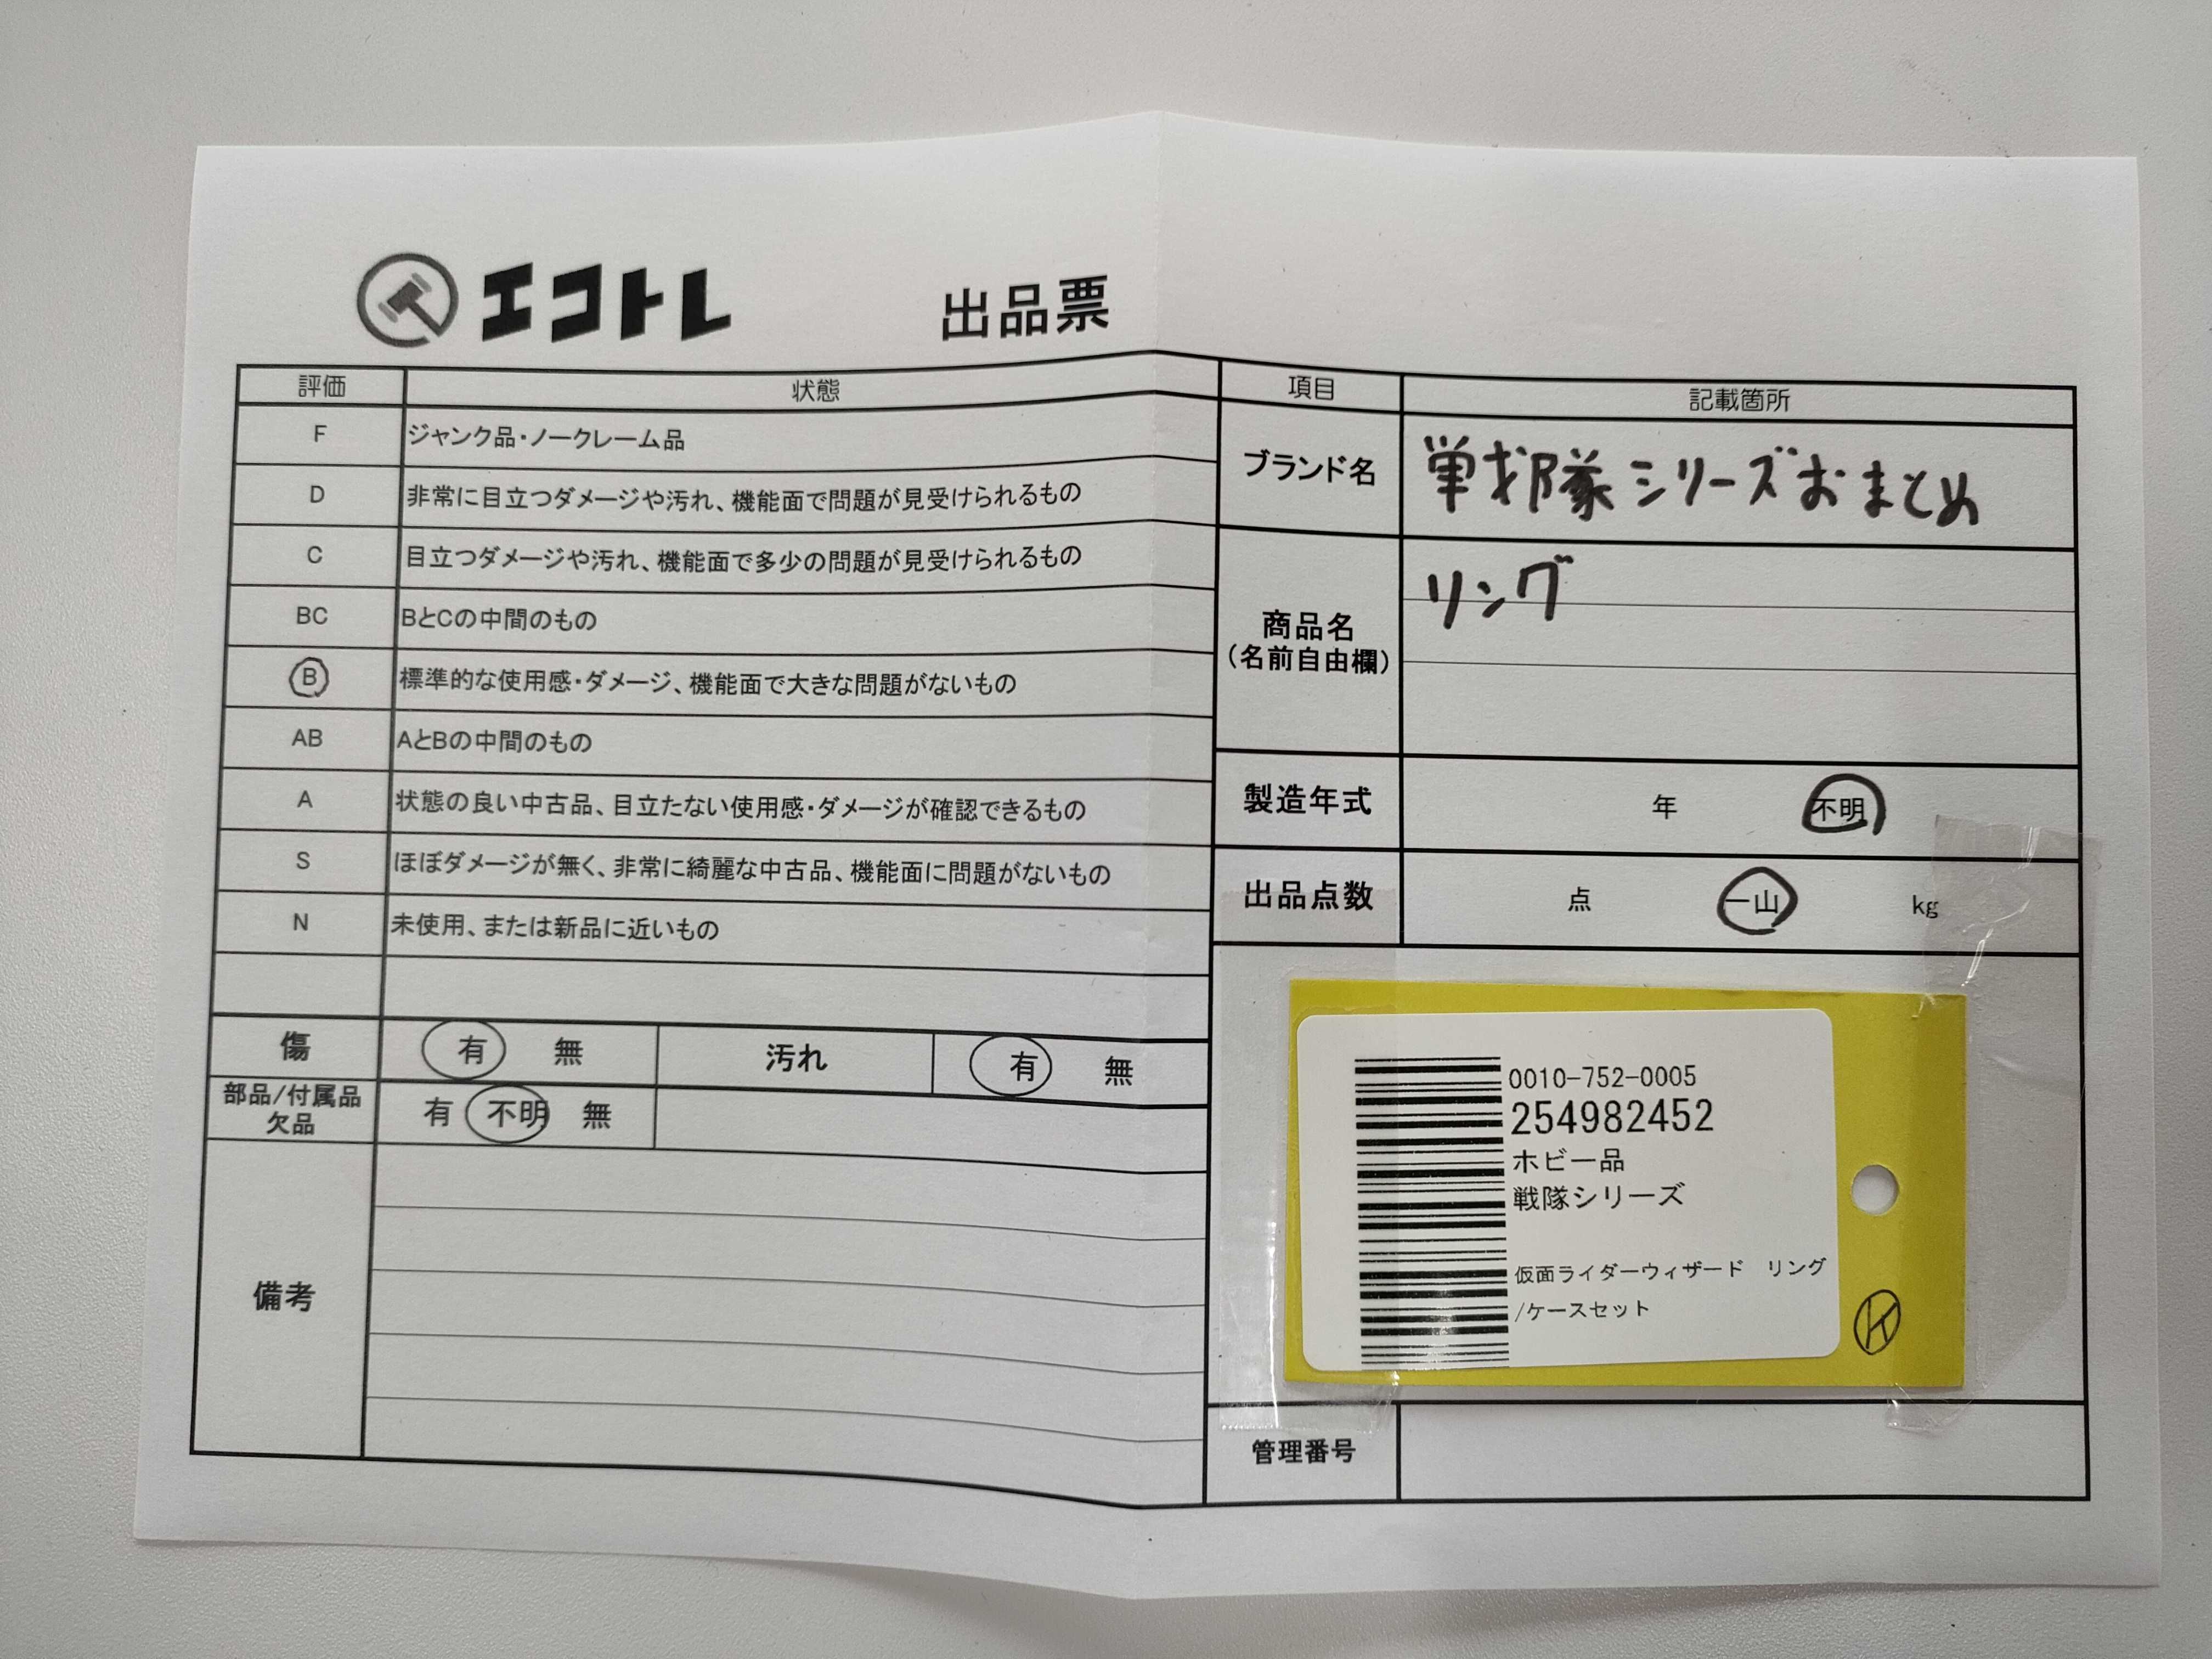 エコトレ 出品票
評価 状態
F ジャンク品・ノークレーム品
D 非常に目立つダメージや汚れ、機能面で問題が見受けられるもの
C 目立つダメージや汚れ、機能面で多少の問題が見受けられるもの
BC BとCの中間のもの
B 標準的な使用感・ダメージ、機能面で大きな問題がないもの
AB AとBの中間のもの
A 状態の良い中古品、目立たない使用感・ダメージが確認できるもの
S ほぼダメージが無く、非常に綺麗な中古品、機能面に問題がないもの
N 未使用、または新品に近いもの
傷 有 無 汚れ 有 無
部品/付属品
欠品 有 不明 無
備考
項目 記載箇所
ブランド名 戦隊シリーズおまとめ
商品名
(名前自由欄) リング
製造年式 年 不明
出品点数 点 一山 kg
0010-752-0005
254982452
ホビー品
戦隊シリーズ
仮面ライダーウィザード リング
/ケースセット
管理番号